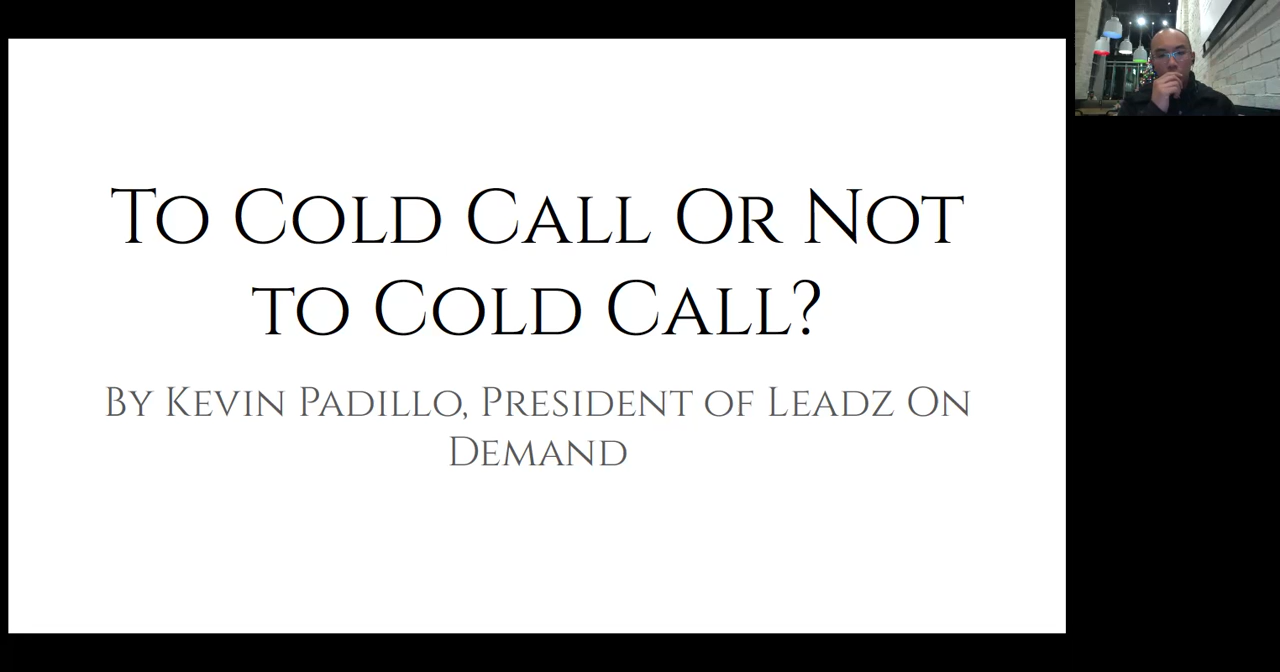 To Cold Call Or Not
to Cold Call?
By Kevin Padillo, President of Leadz On
Demand